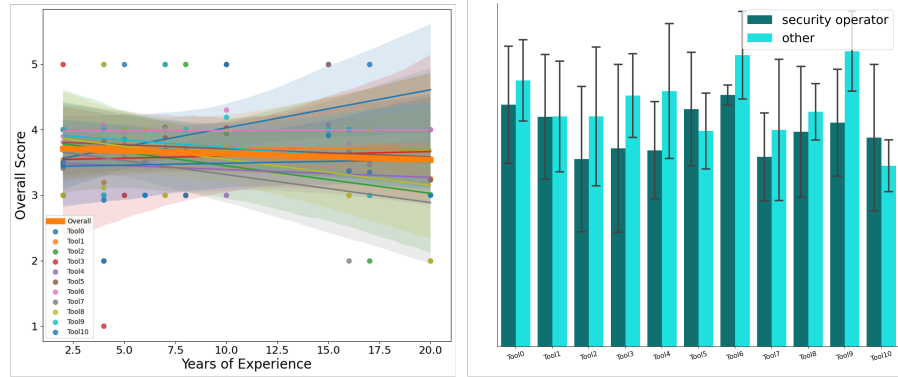 Overall Score
5
4
3
2
1
Overall
Tool0
Tool1
Tool2
Tool3
Tool4
Tool5
Tool6
Tool7
Tool8
Tool9
Tool10
2.5 5.0 7.5 10.0 12.5 15.0 17.5 20.0
Years of Experience
security operator
other
Tool0 Tool1 Tool2 Tool3 Tool4 Tool5 Tool6 Tool7 Tool8 Tool9 Tool10